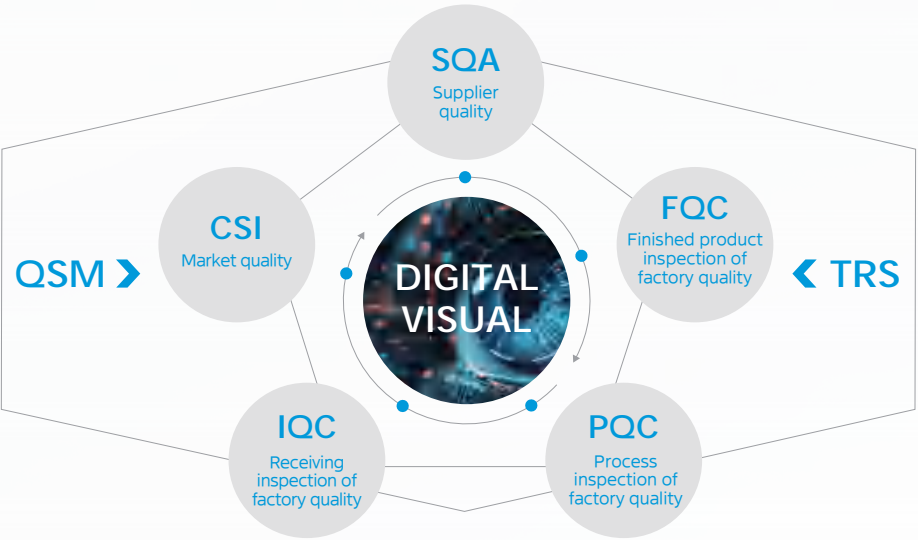 SQA
Supplier
quality
CSI
Market quality
FQC
Finished product
inspection of
factory quality
QSM
DIGITAL
VISUAL
TRS
IQC
Receiving
inspection of
factory quality
PQC
Process
inspection of
factory quality